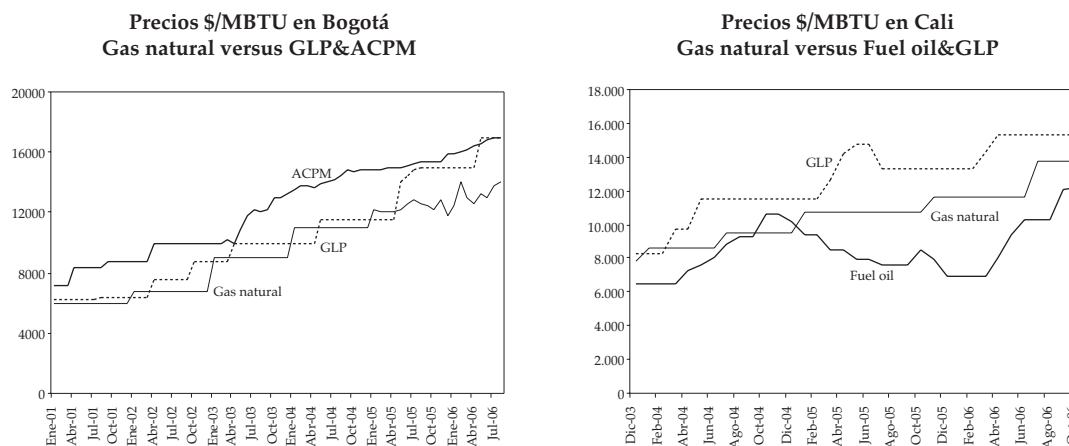 Precios $/MBTU en Bogotá
Gas natural versus GLP&ACPM
20000
16000
12000
8000
4000
0
ACPM
GLP
Gas natural
Ene-01
Abr-01
Jul-01
Oct-01
Ene-02
Abr-02
Jul-02
Oct-02
Ene-03
Abr-03
Jul-03
Oct-03
Ene-04
Abr-04
Jul-04
Oct-04
Ene-05
Abr-05
Jul-05
Oct-05
Ene-06
Abr-06
Jul-06
Precios $/MBTU en Cali
Gas natural versus Fuel oil&GLP
18.000
16.000
14.000
12.000
10.000
8.000
6.000
4.000
2.000
0
GLP
Gas natural
Fuel oil
Dic-03
Feb-04
Abr-04
Jun-04
Ago-04
Oct-04
Dic-04
Feb-05
Abr-05
Jun-05
Ago-05
Oct-05
Dic-05
Feb-06
Abr-06
Jun-06
Ago-06